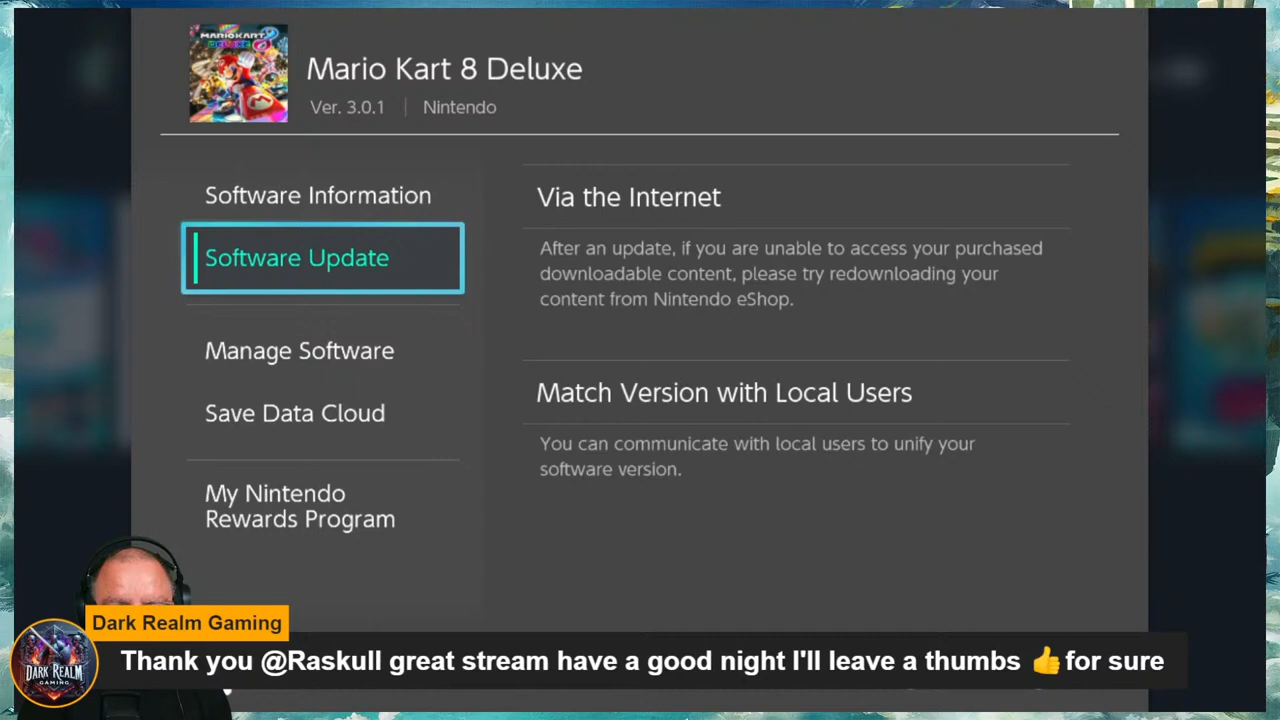 MARIOKART
DELUXE 8
Mario Kart 8 Deluxe
Ver. 3.0.1 | Nintendo
Software Information
Software Update
Manage Software
Save Data Cloud
My Nintendo
Rewards Program
Via the Internet
After an update, if you are unable to access your purchased
downloadable content, please try redownloading your
content from Nintendo eShop.
Match Version with Local Users
You can communicate with local users to unify your
software version.
Dark Realm Gaming
DARK REALM
GAMING
Thank you @Raskull great stream have a good night I'll leave a thumbs 👍for sure